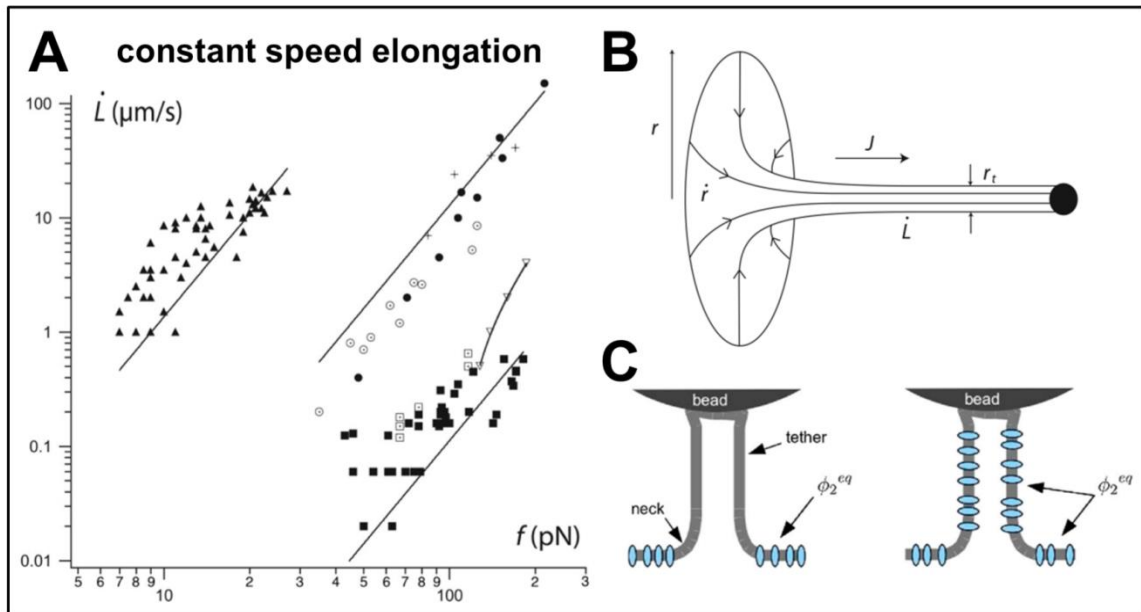 A constant speed elongation
L̇ (µm/s)
100
10
1
0.1
0.01
f (pN)
5 6 7 8 9 10 2 3 4 5 6 7 8 9 100 2 3
B
r
ṙ
J
r_t
L̇
C
bead
tether
neck
ϕ₂^eq
bead
ϕ₂^eq